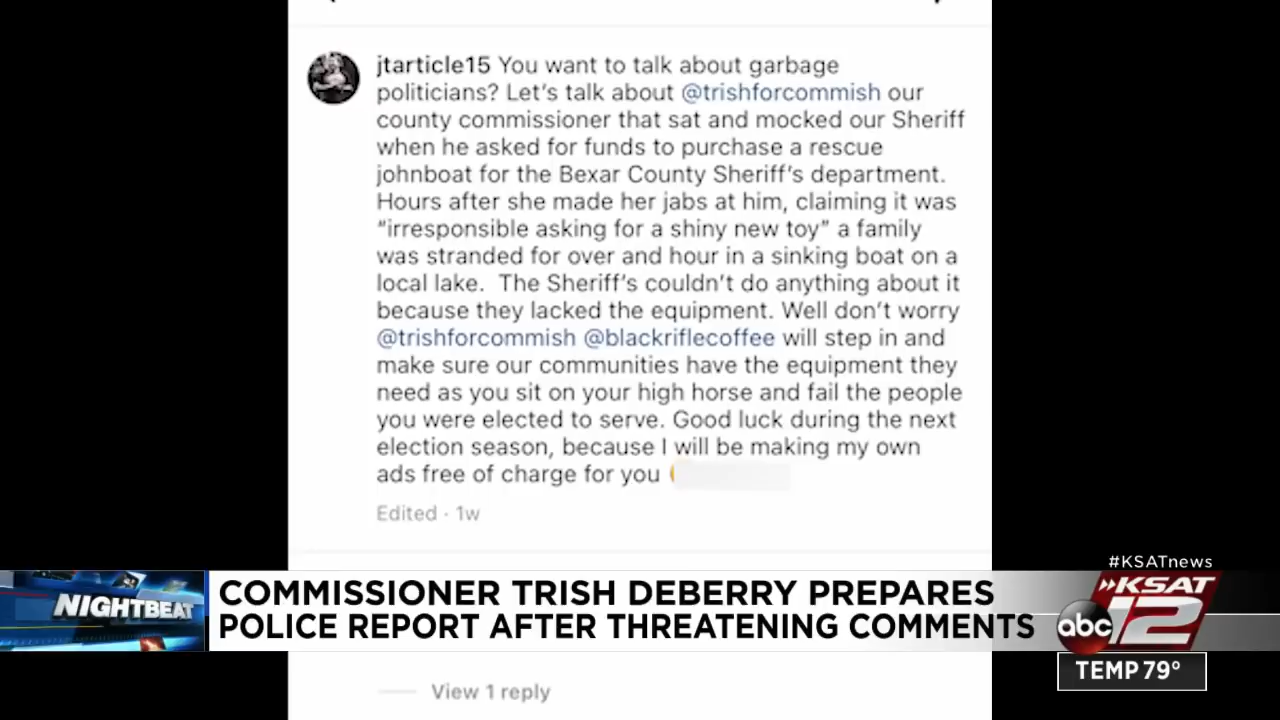 jtarticle15 You want to talk about garbage
politicians? Let's talk about @trishforcommish our
county commissioner that sat and mocked our Sheriff
when he asked for funds to purchase a rescue
johnboat for the Bexar County Sheriff's department.
Hours after she made her jabs at him, claiming it was
"irresponsible asking for a shiny new toy" a family
was stranded for over and hour in a sinking boat on a
local lake. The Sheriff's couldn't do anything about it
because they lacked the equipment. Well don't worry
@trishforcommish @blackriflecoffee will step in and
make sure our communities have the equipment they
need as you sit on your high horse and fail the people
you were elected to serve. Good luck during the next
election season, because I will be making my own
ads free of charge for you
Edited · 1w
#KSATnews
NIGHTBEAT
COMMISSIONER TRISH DEBERRY PREPARES
POLICE REPORT AFTER THREATENING COMMENTS
KSAT
abc 12
TEMP 79°
View 1 reply